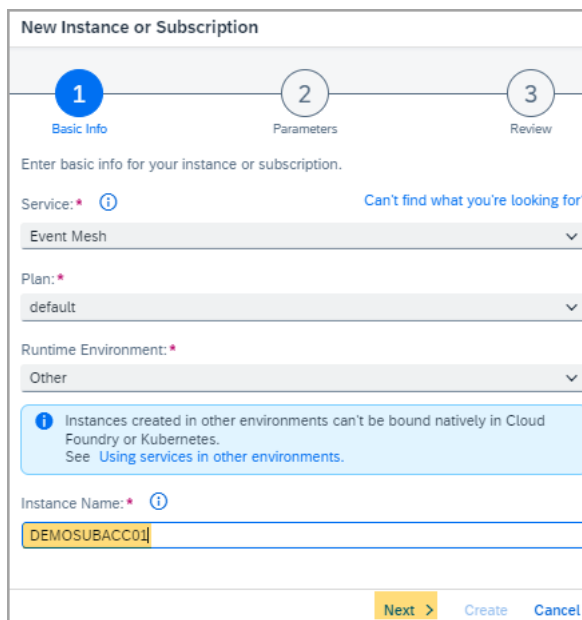 New Instance or Subscription
1
2
3
Basic Info
Parameters
Review
Enter basic info for your instance or subscription.
Service:*
Can't find what you're looking for?
Event Mesh
Plan:*
default
Runtime Environment:*
Other
Instances created in other environments can't be bound natively in Cloud
Foundry or Kubernetes.
See Using services in other environments.
Instance Name:*
DEMOSUBACC01
Next >
Create
Cancel